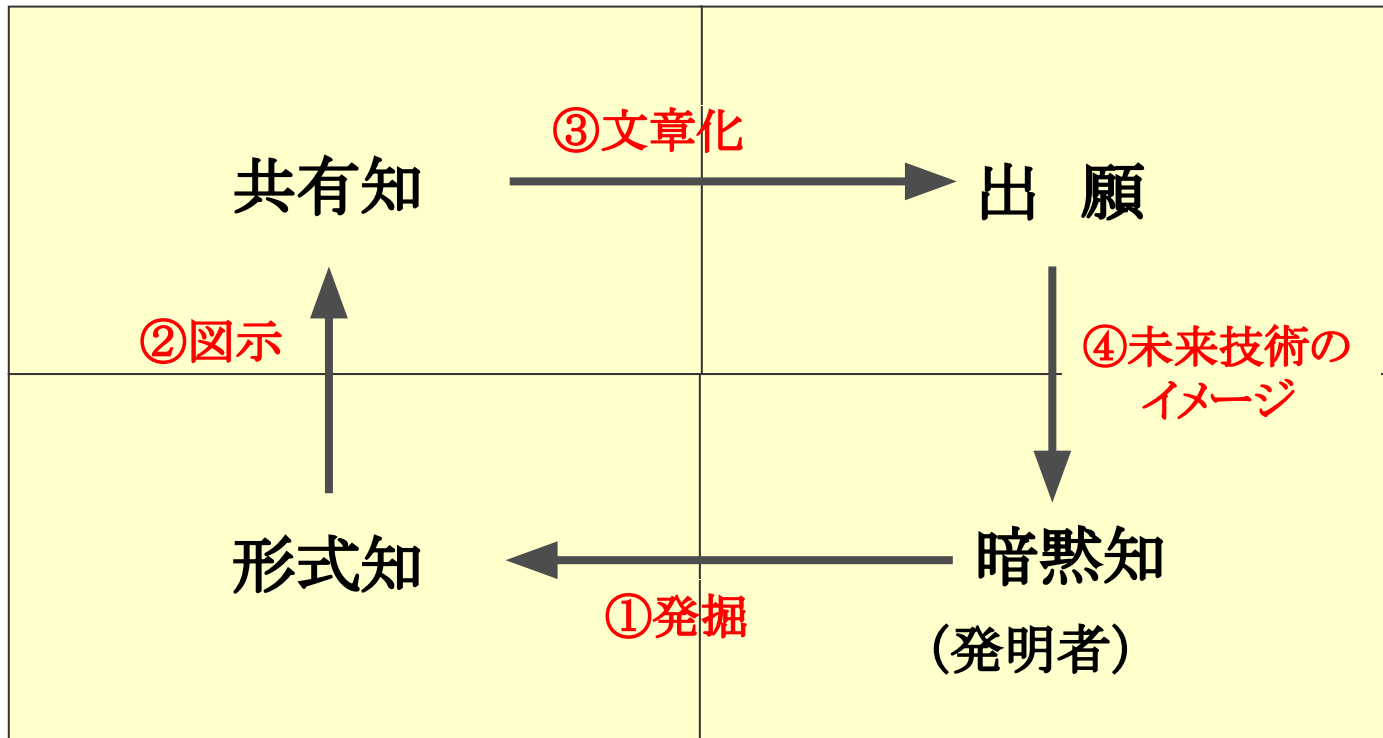 ③文章化
共有知
出 願
②図示
④未来技術の
イメージ
形式知
暗黙知
①発掘
(発明者)